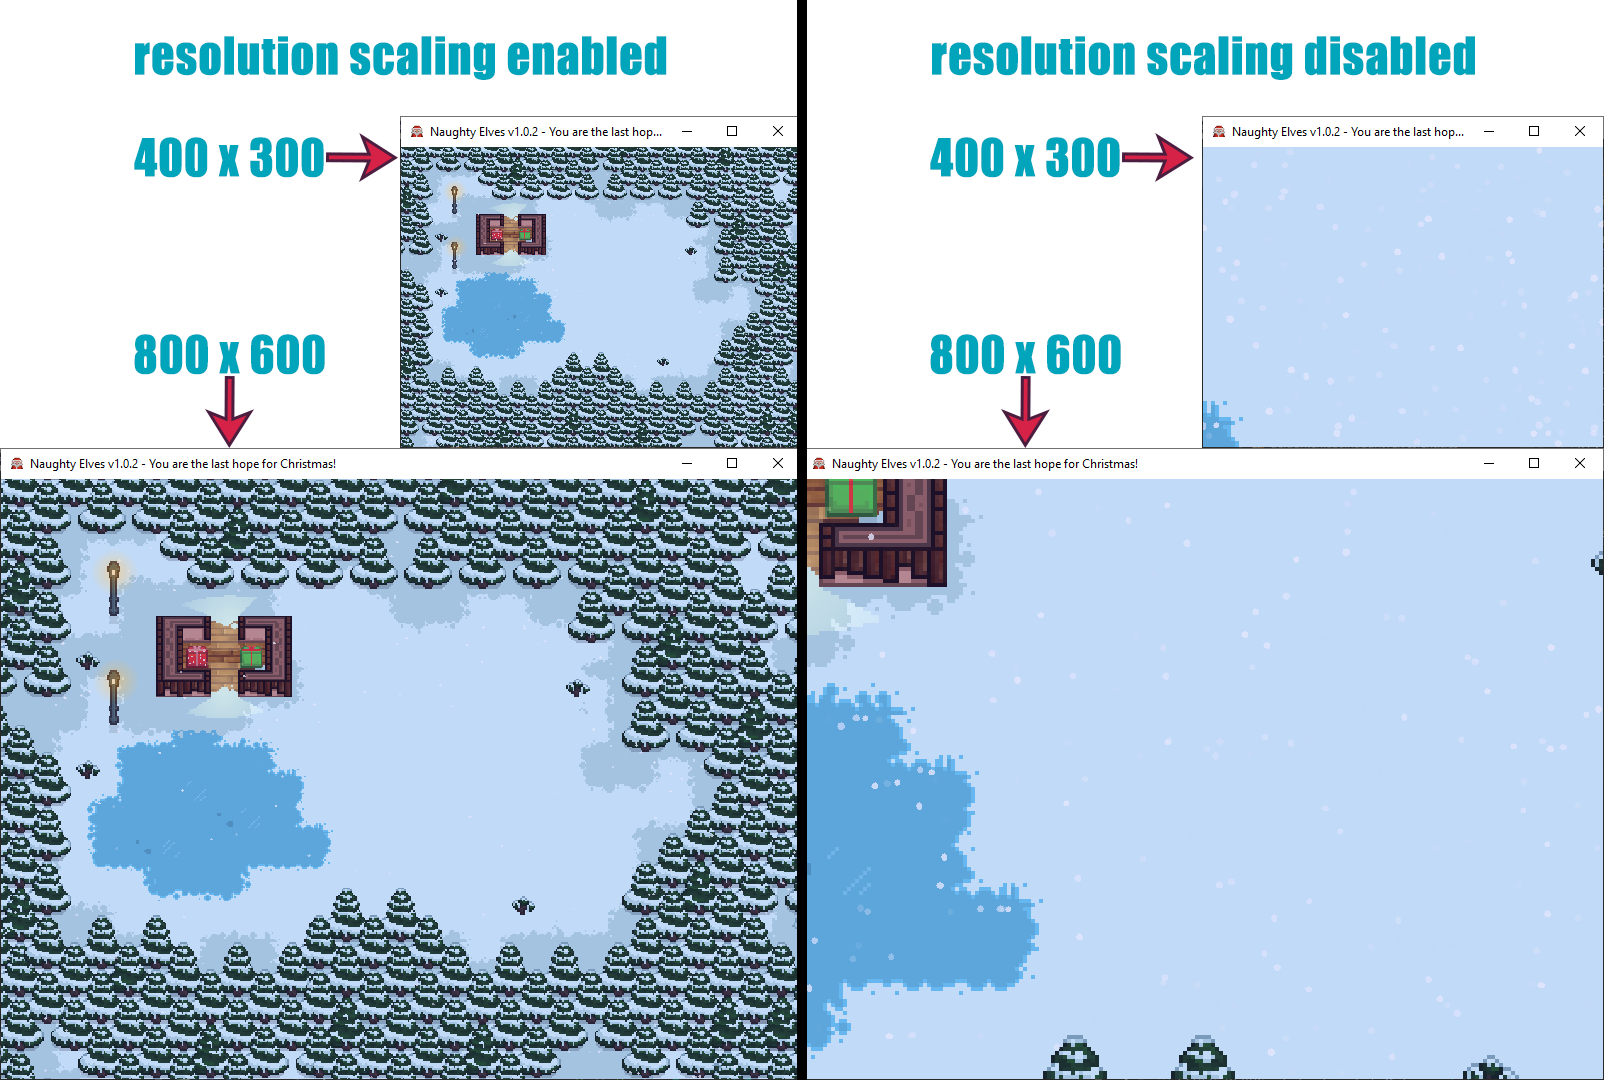 resolution scaling enabled
400 x 300
Naughty Elves v1.0.2 - You are the last hop...
800 x 600
Naughty Elves v1.0.2 - You are the last hope for Christmas!
resolution scaling disabled
400 x 300
Naughty Elves v1.0.2 - You are the last hop...
800 x 600
Naughty Elves v1.0.2 - You are the last hope for Christmas!